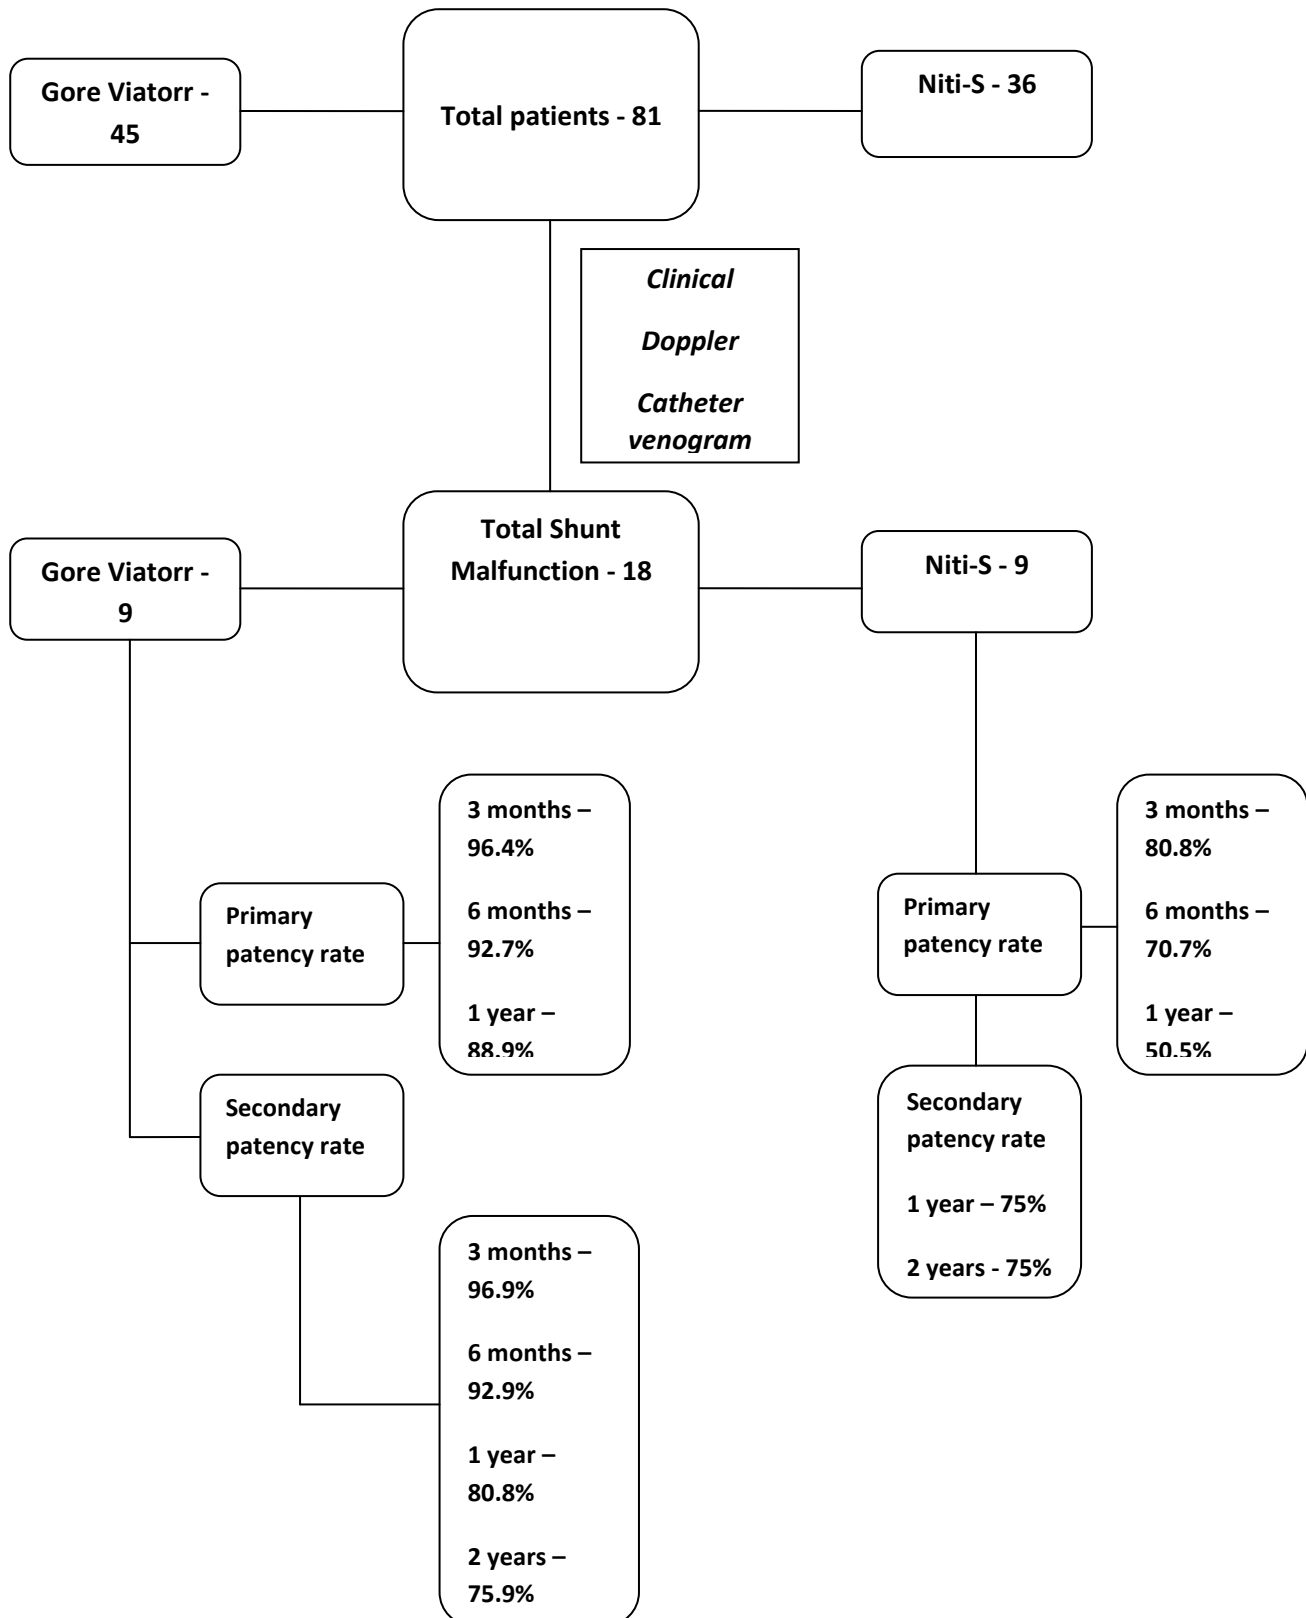 Gore Viatorr -
45
Total patients - 81
Niti-S - 36
Clinical
Doppler
Catheter
venogram
Gore Viatorr -
9
Total Shunt
Malfunction - 18
Niti-S - 9
Primary
patency rate
3 months –
96.4%
6 months –
92.7%
1 year –
88.9%
Secondary
patency rate
3 months –
96.9%
6 months –
92.9%
1 year –
80.8%
2 years –
75.9%
Primary
patency rate
3 months –
80.8%
6 months –
70.7%
1 year –
50.5%
Secondary
patency rate
1 year – 75%
2 years - 75%